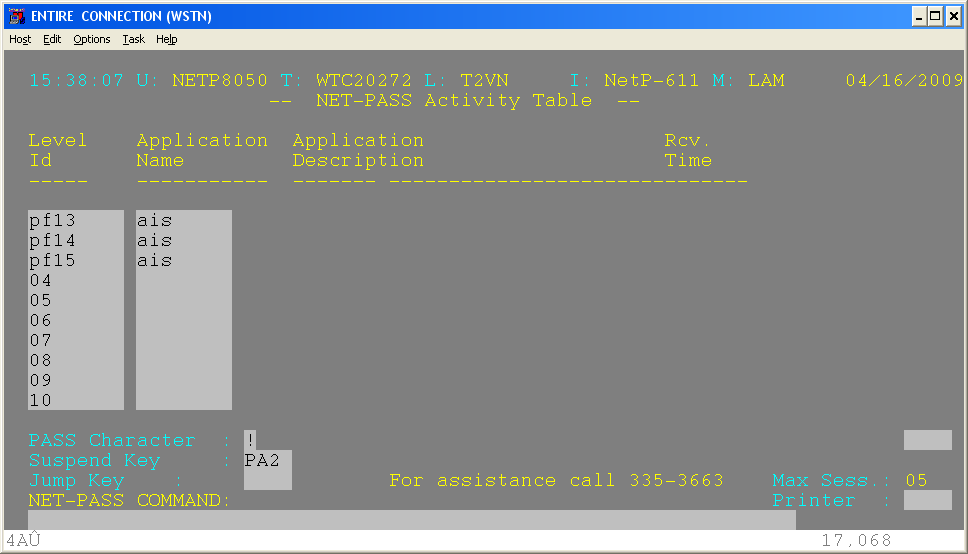 ENTIRE CONNECTION (WSTN)
Host Edit Options Task Help
15:38:07 U: NETP8050 T: WTC20272 L: T2VN I: NetP-611 M: LAM 04/16/2009
-- NET-PASS Activity Table --
Level Application Application Rcv.
Id Name Description Time
----- ----------- ------- ------------------------------
pf13 ais
pf14 ais
pf15 ais
04
05
06
07
08
09
10
PASS Character : !
Suspend Key : PA2
Jump Key : For assistance call 335-3663 Max Sess.: 05
NET-PASS COMMAND: Printer :
4AÛ 17,068